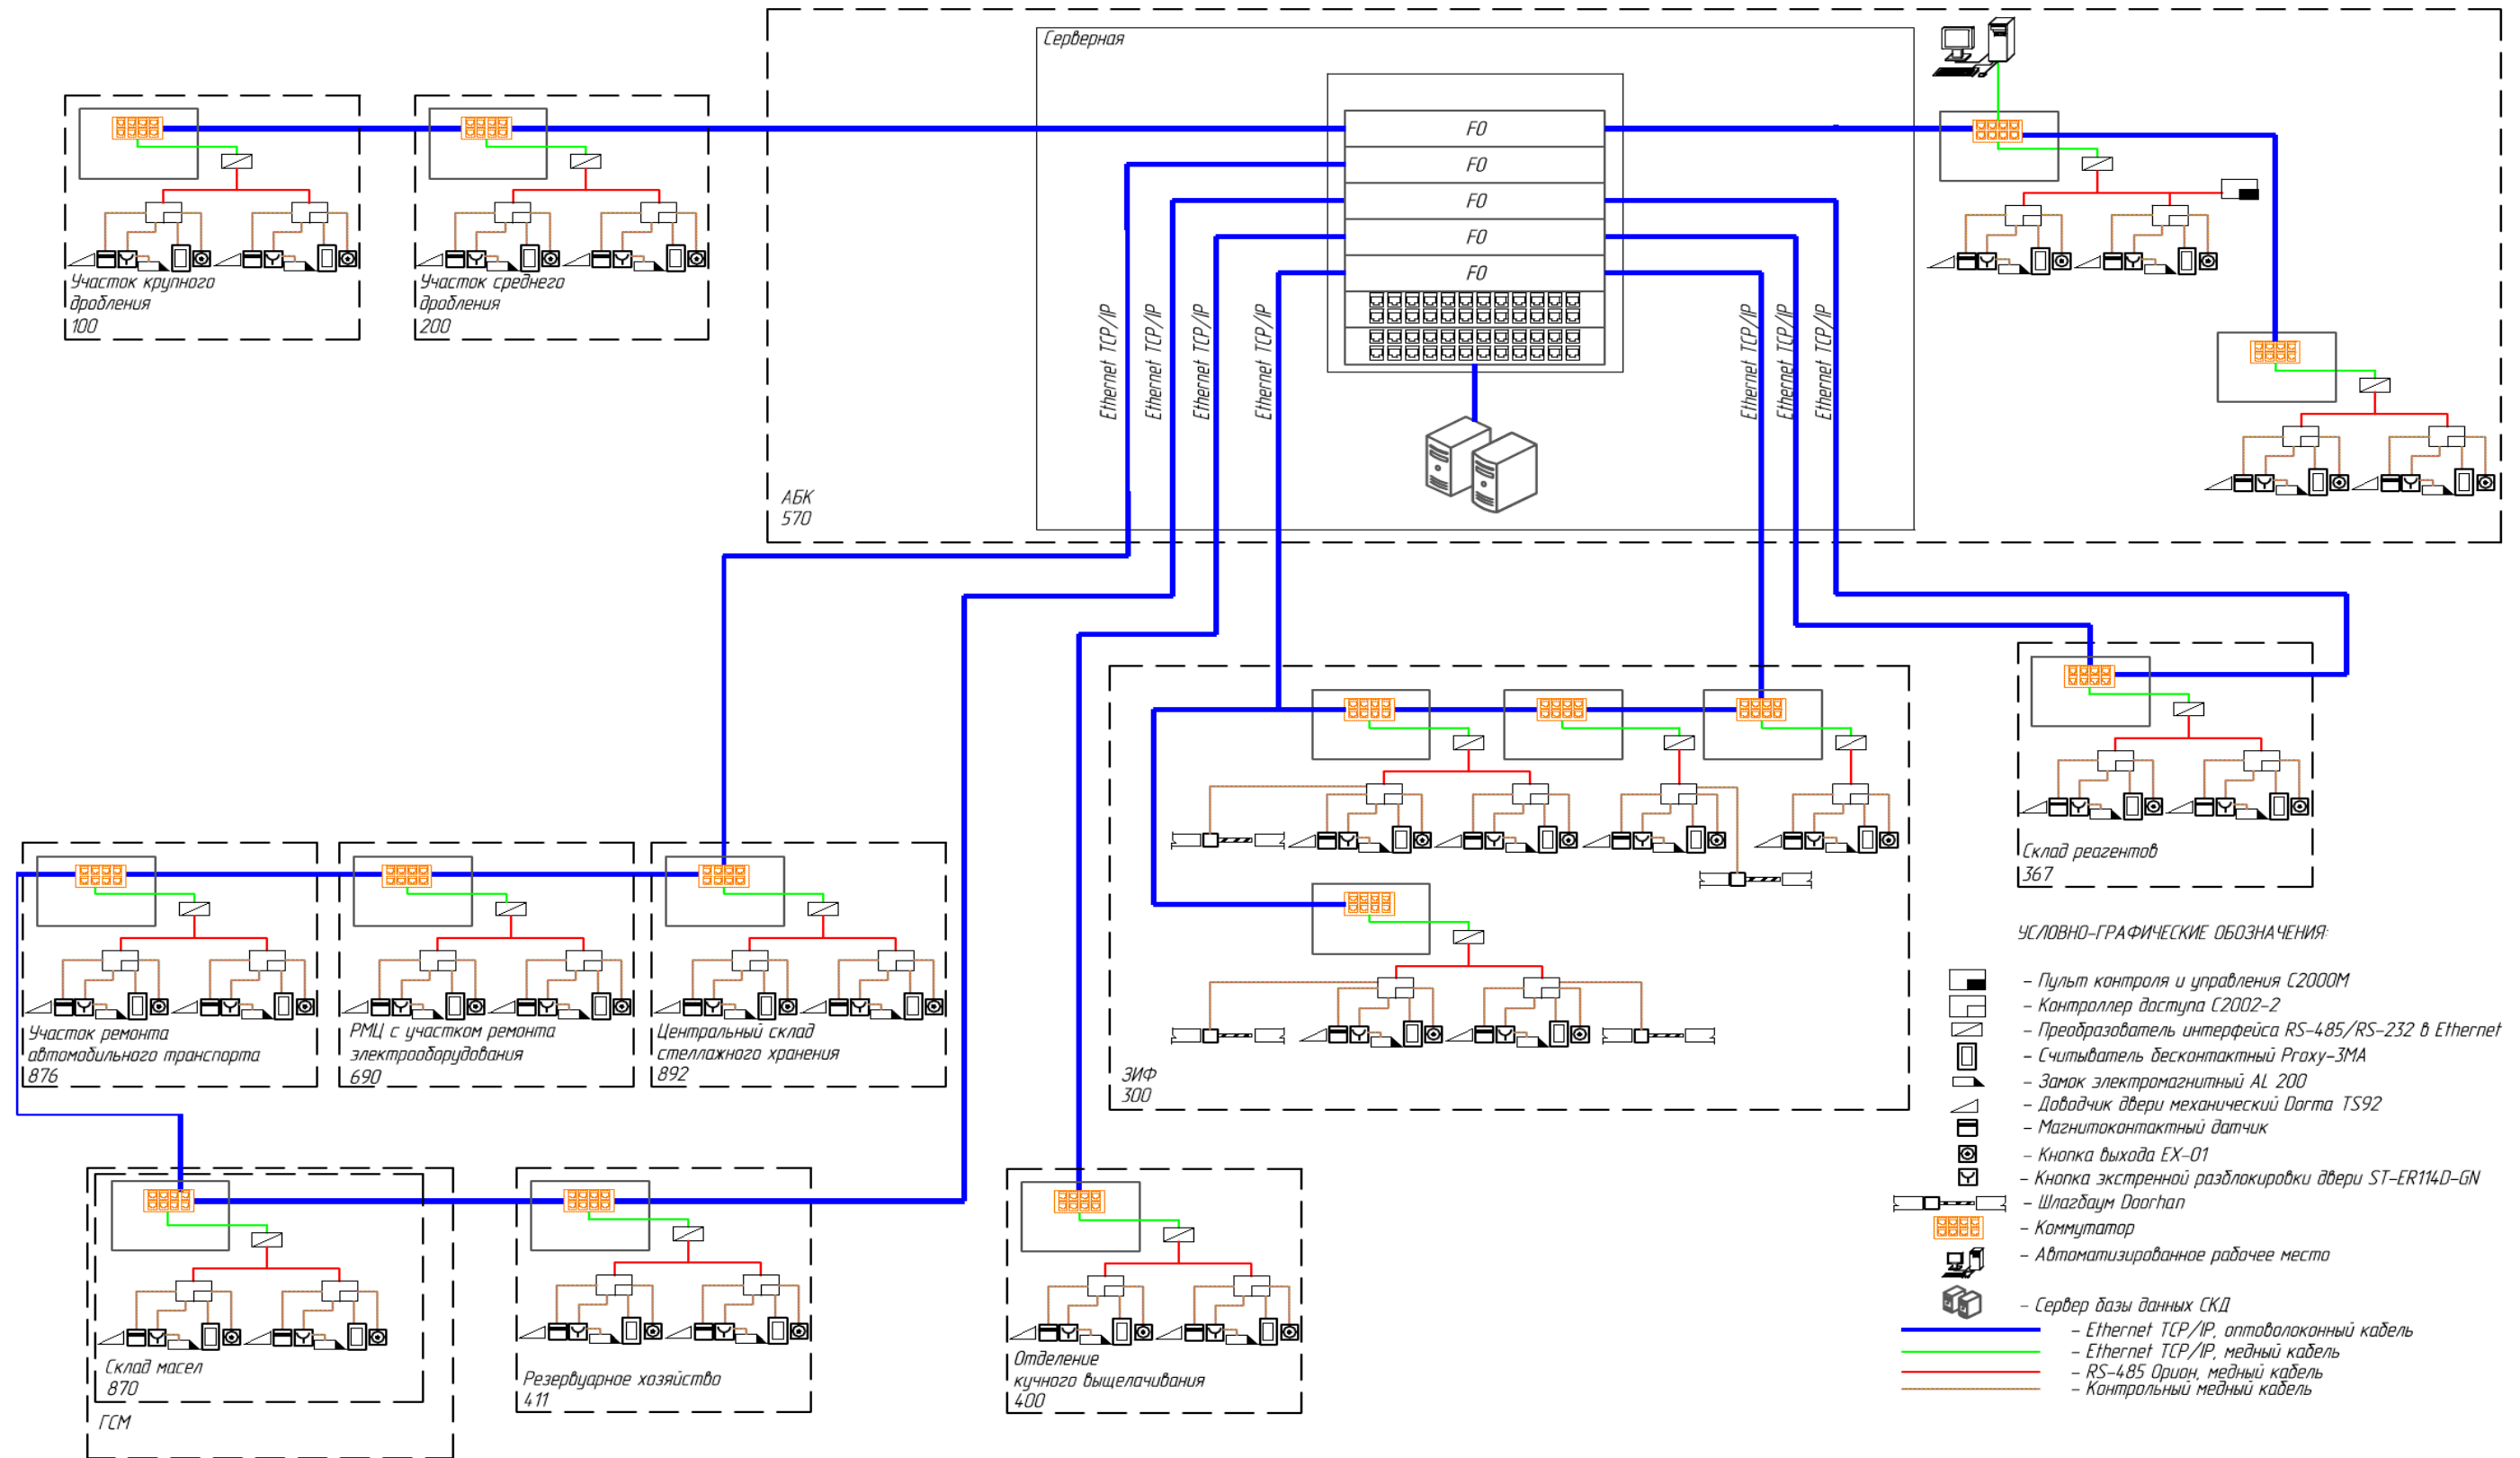 Серверная
FO
FO
FO
FO
FO
Участок крупного
дробления
100
Участок среднего
дробления
200
Ethernet TCP/IP
Ethernet TCP/IP
Ethernet TCP/IP
Ethernet TCP/IP
Ethernet TCP/IP
Ethernet TCP/IP
Ethernet TCP/IP
АБК
570
Склад реагентов
367
Участок ремонта
автомобильного транспорта
876
РМЦ с участком ремонта
электрооборудования
690
Центральный склад
стеллажного хранения
892
ЗИФ
300
Склад масел
870
ГСМ
Резервуарное хозяйство
411
Отделение
кучного выщелачивания
400
УСЛОВНО-ГРАФИЧЕСКИЕ ОБОЗНАЧЕНИЯ:
- Пульт контроля и управления С2000М
- Контроллер доступа С2002-2
- Преобразователь интерфейса RS-485/RS-232 в Ethernet
- Считыватель бесконтактный Proxy-3MA
- Замок электромагнитный AL 200
- Доводчик двери механический Dorma TS92
- Магнитоконтактный датчик
- Кнопка выхода EX-01
- Кнопка экстренной разблокировки двери ST-ER114D-GN
- Шлагбаум Doorhan
- Коммутатор
- Автоматизированное рабочее место
- Сервер базы данных СКД
- Ethernet TCP/IP, оптоволоконный кабель
- Ethernet TCP/IP, медный кабель
- RS-485 Орион, медный кабель
- Контрольный медный кабель